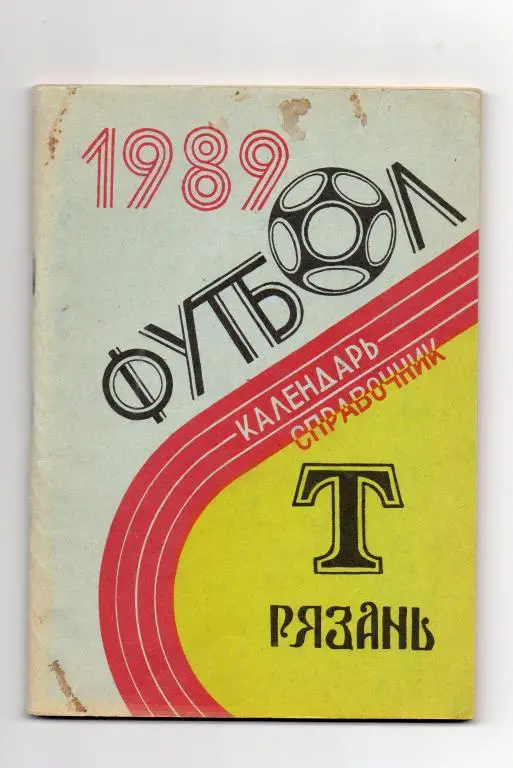 1989
ФУТБОЛ
КАЛЕНДАРЬ
СПРАВОЧНИК
Т
РЯЗАНЬ